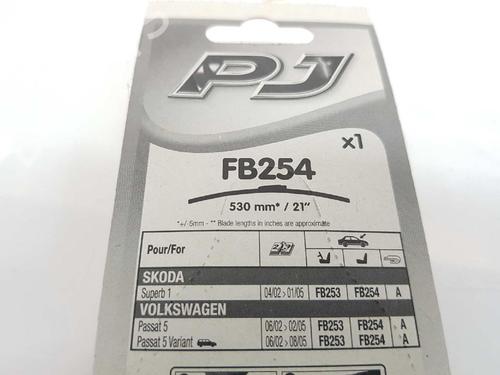 PJ
x1
FB254
530 mm* / 21"
*+/-5mm - ** Blade lengths in inches are approximate
Pour/For
SKODA
Superb 1 04/02 > 01/05 FB253 FB254 A
VOLKSWAGEN
Passat 5 06/02 > 02/05 FB253 FB254 A
Passat 5 Variant 06/02 > 08/05 FB253 FB254 A